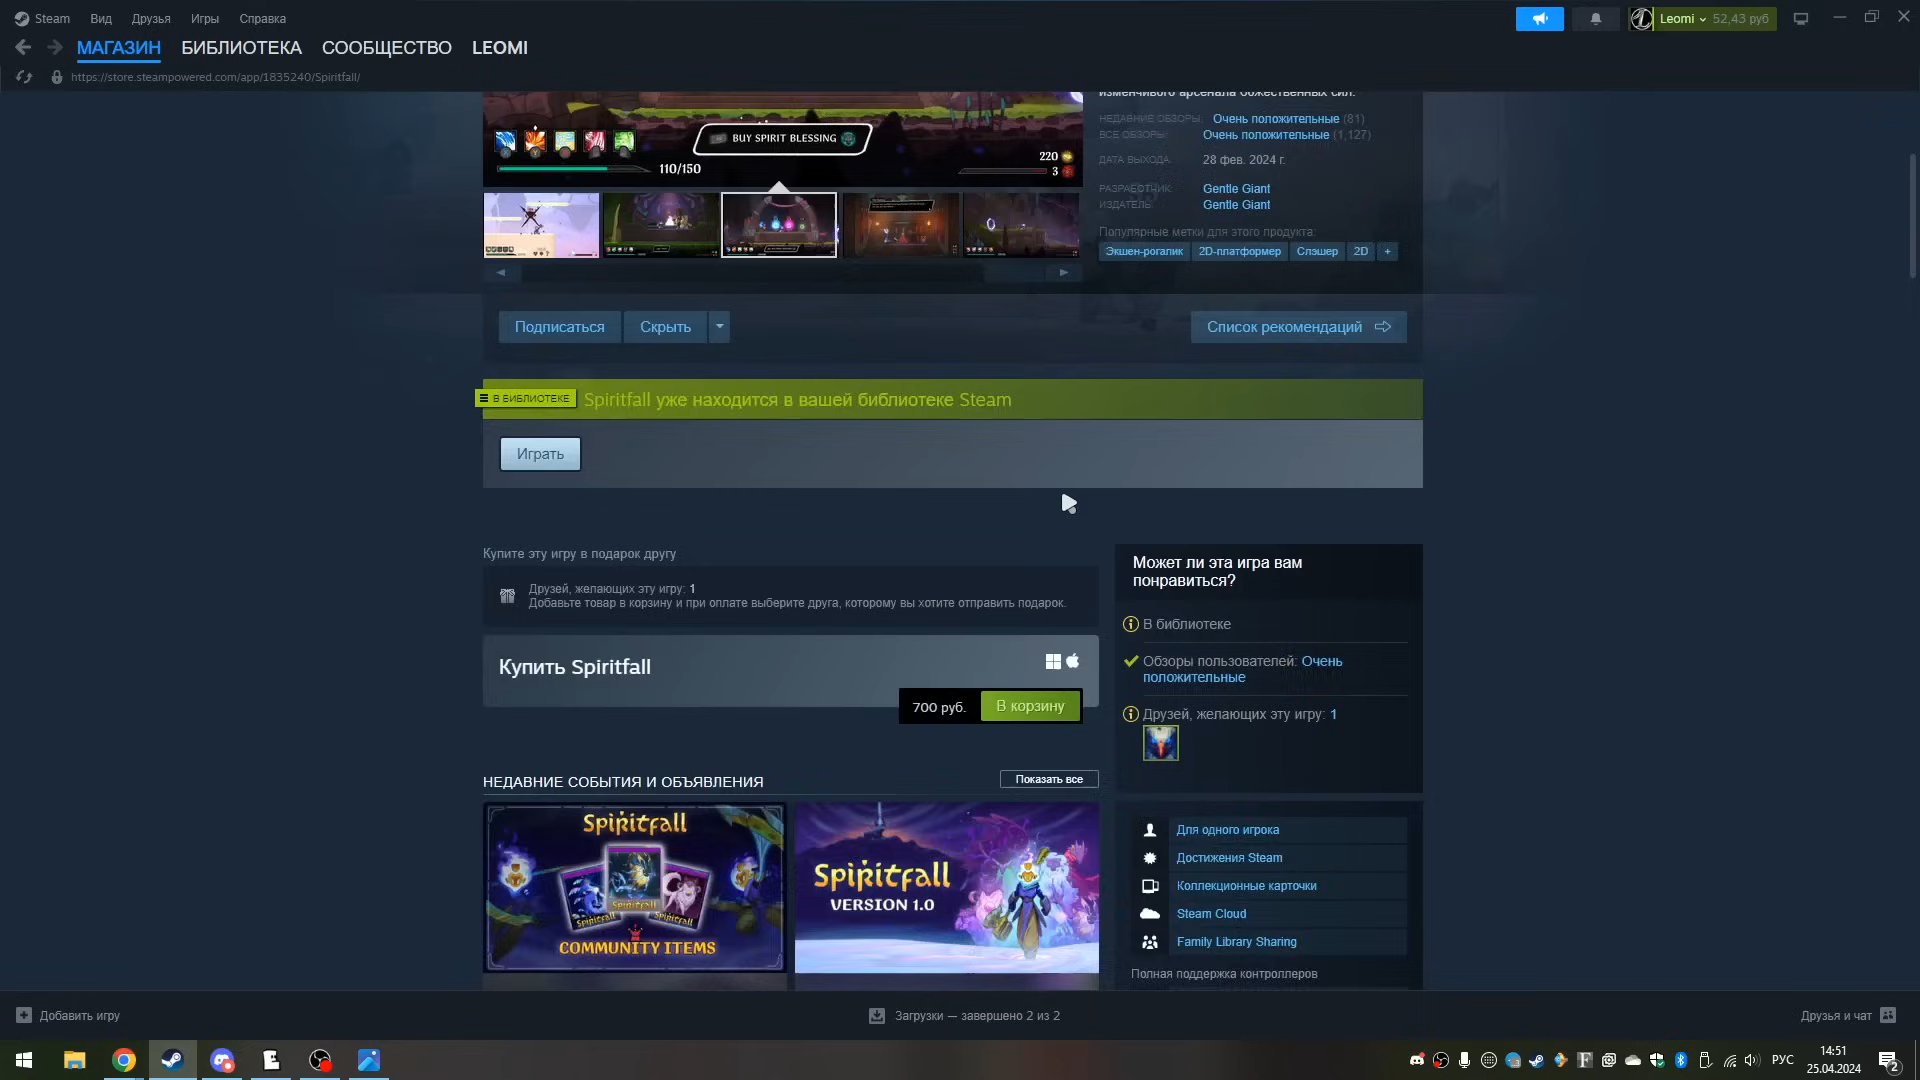 Steam Вид Друзья Игры Справка
Leomi 52,43 руб
МАГАЗИН БИБЛИОТЕКА СООБЩЕСТВО LEOMI
https://store.steampowered.com/app/1835240/Spiritfall/
изменчивого арсенала божественных сил.
НЕДАВНИЕ ОБЗОРЫ: Очень положительные (81)
ВСЕ ОБЗОРЫ: Очень положительные (1,127)
ДАТА ВЫХОДА: 28 фев. 2024 г.
РАЗРАБОТЧИК: Gentle Giant
ИЗДАТЕЛЬ: Gentle Giant
Популярные метки для этого продукта:
Экшен-рогалик 2D-платформер Слэшер 2D +
BUY SPIRIT BLESSING
110/150
220
3
Подписаться Скрыть Список рекомендаций
В БИБЛИОТЕКЕ Spiritfall уже находится в вашей библиотеке Steam
Играть
Купите эту игру в подарок другу
Друзей, желающих эту игру: 1
Добавьте товар в корзину и при оплате выберите друга, которому вы хотите отправить подарок.
Купить Spiritfall
700 руб. В корзину
Может ли эта игра вам
понравиться?
В библиотеке
Обзоры пользователей: Очень
положительные
Друзей, желающих эту игру: 1
НЕДАВНИЕ СОБЫТИЯ И ОБЪЯВЛЕНИЯ Показать все
Spiritfall
Spiritfall Spiritfall Spiritfall
COMMUNITY ITEMS
Spiritfall
VERSION 1.0
Для одного игрока
Достижения Steam
Коллекционные карточки
Steam Cloud
Family Library Sharing
Полная поддержка контроллеров
Добавить игру Загрузки — завершено 2 из 2 Друзья и чат
РУС 14:51
25.04.2024
2